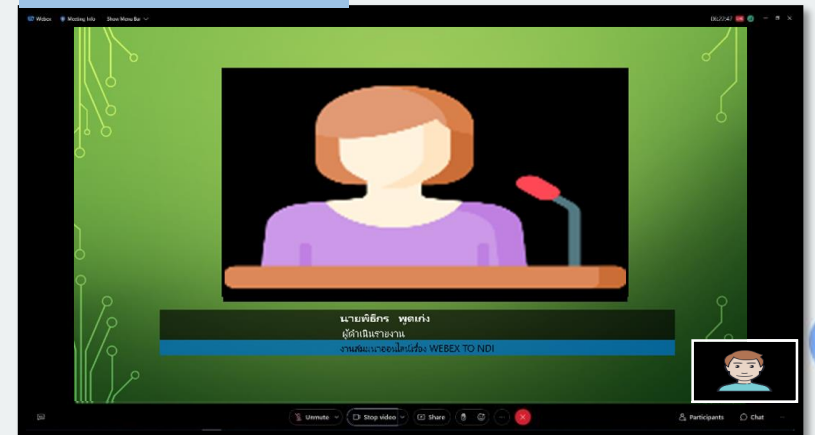 Webex Meeting Info Show Menu Bar
นายพิธีกร พูดเก่ง
ผู้ดำเนินรายงาน
งานสัมมนาออนไลน์เรื่อง WEBEX TO NDI
Unmute Stop video Share Participants Chat